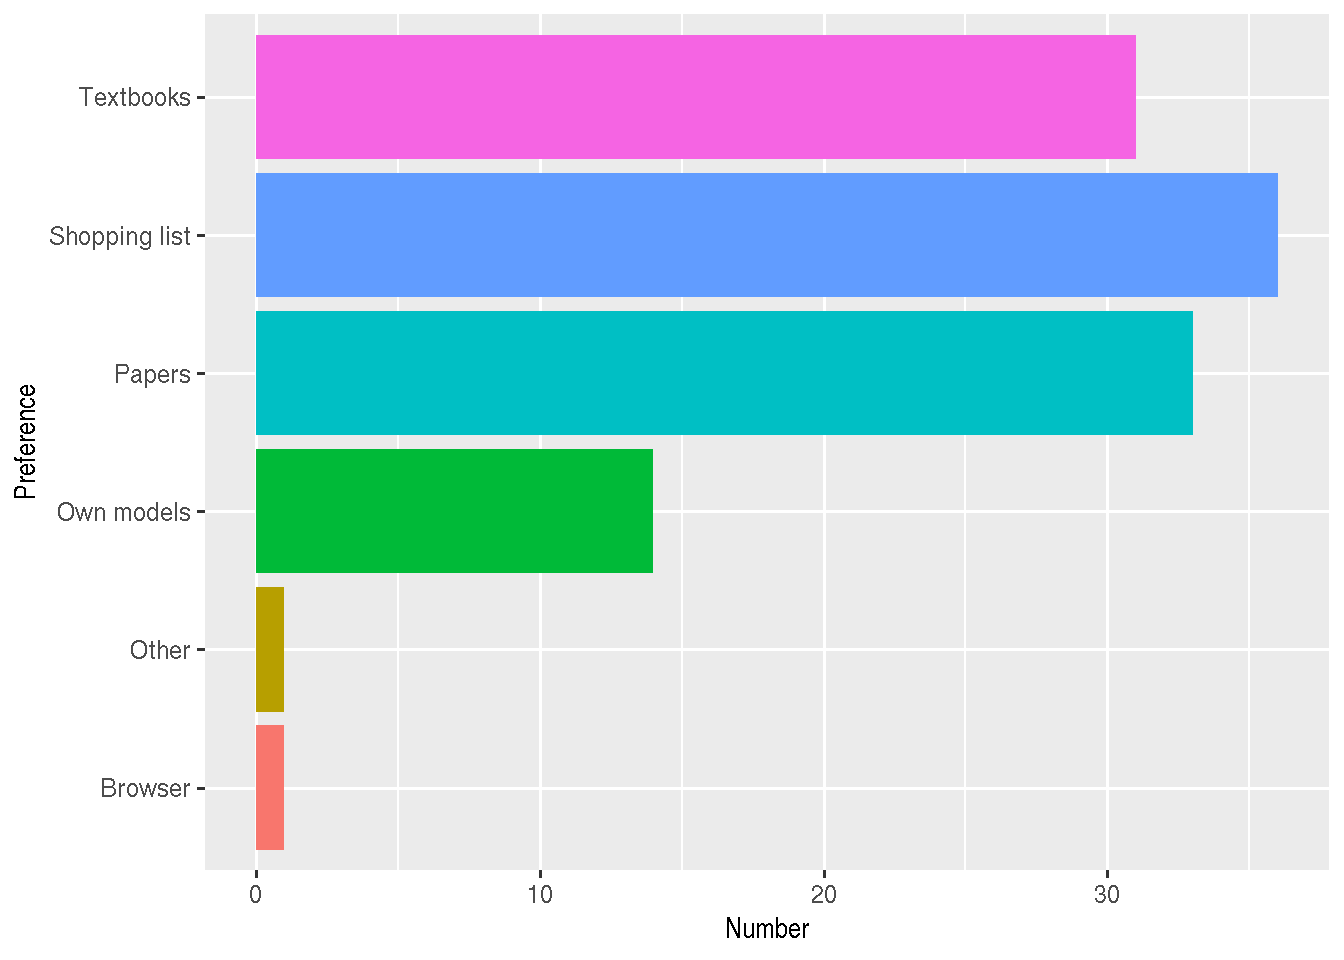 Textbooks
Shopping list
Papers
Own models
Other
Browser
Preference
0 10 20 30
Number